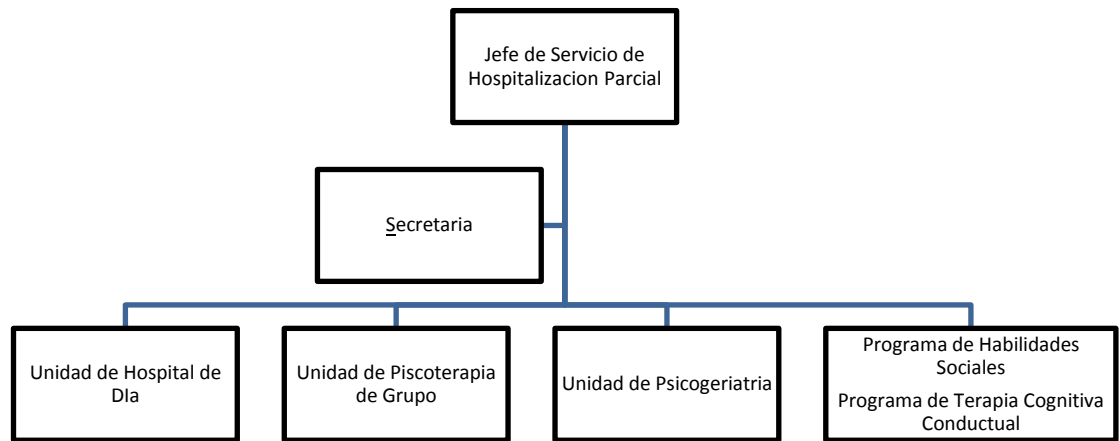 Jefe de Servicio de
Hospitalizacion Parcial
Secretaria
Unidad de Hospital de
DIa
Unidad de Piscoterapia
de Grupo
Unidad de Psicogeriatria
Programa de Habilidades
Sociales
Programa de Terapia Cognitiva
Conductual